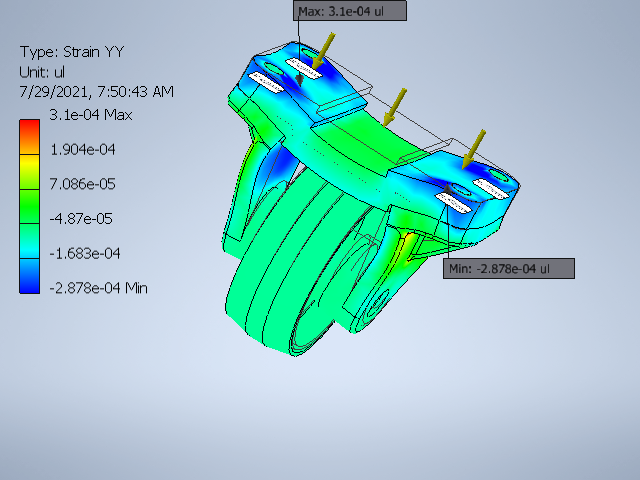 Max: 3.1e-04 ul
Type: Strain YY
Unit: ul
7/29/2021, 7:50:43 AM
3.1e-04 Max
1.904e-04
7.086e-05
-4.87e-05
-1.683e-04
-2.878e-04 Min
Min: -2.878e-04 ul